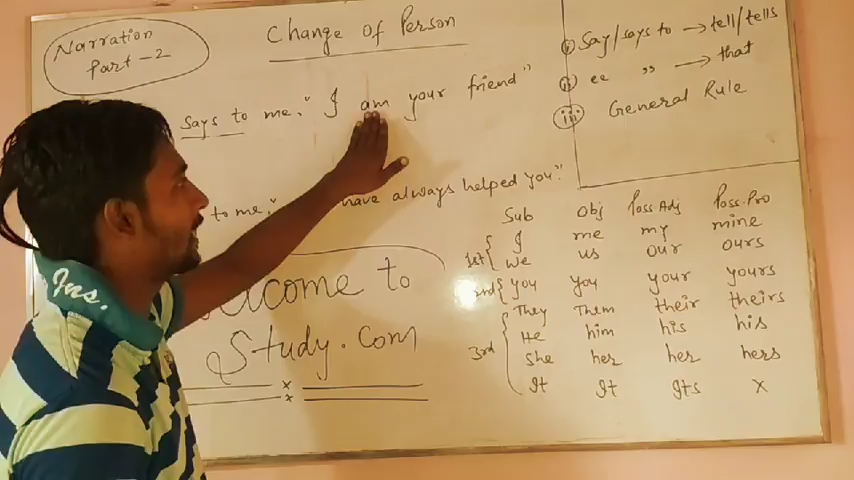 Narration
Part-2
Change of Person
Says to me, "I am your friend"
to me, " have always helped you."
Welcome to
Study.Com
(i) Say/says to → tell/tells
(ii) ee ,, → that
(iii) General Rule
Sub Obj Poss.Adj Poss.Pro
1st { I me my mine
We us our ours
2nd { you you your yours
3rd { They Them their theirs
He him his his
She her her hers
It It Its X
Ins.